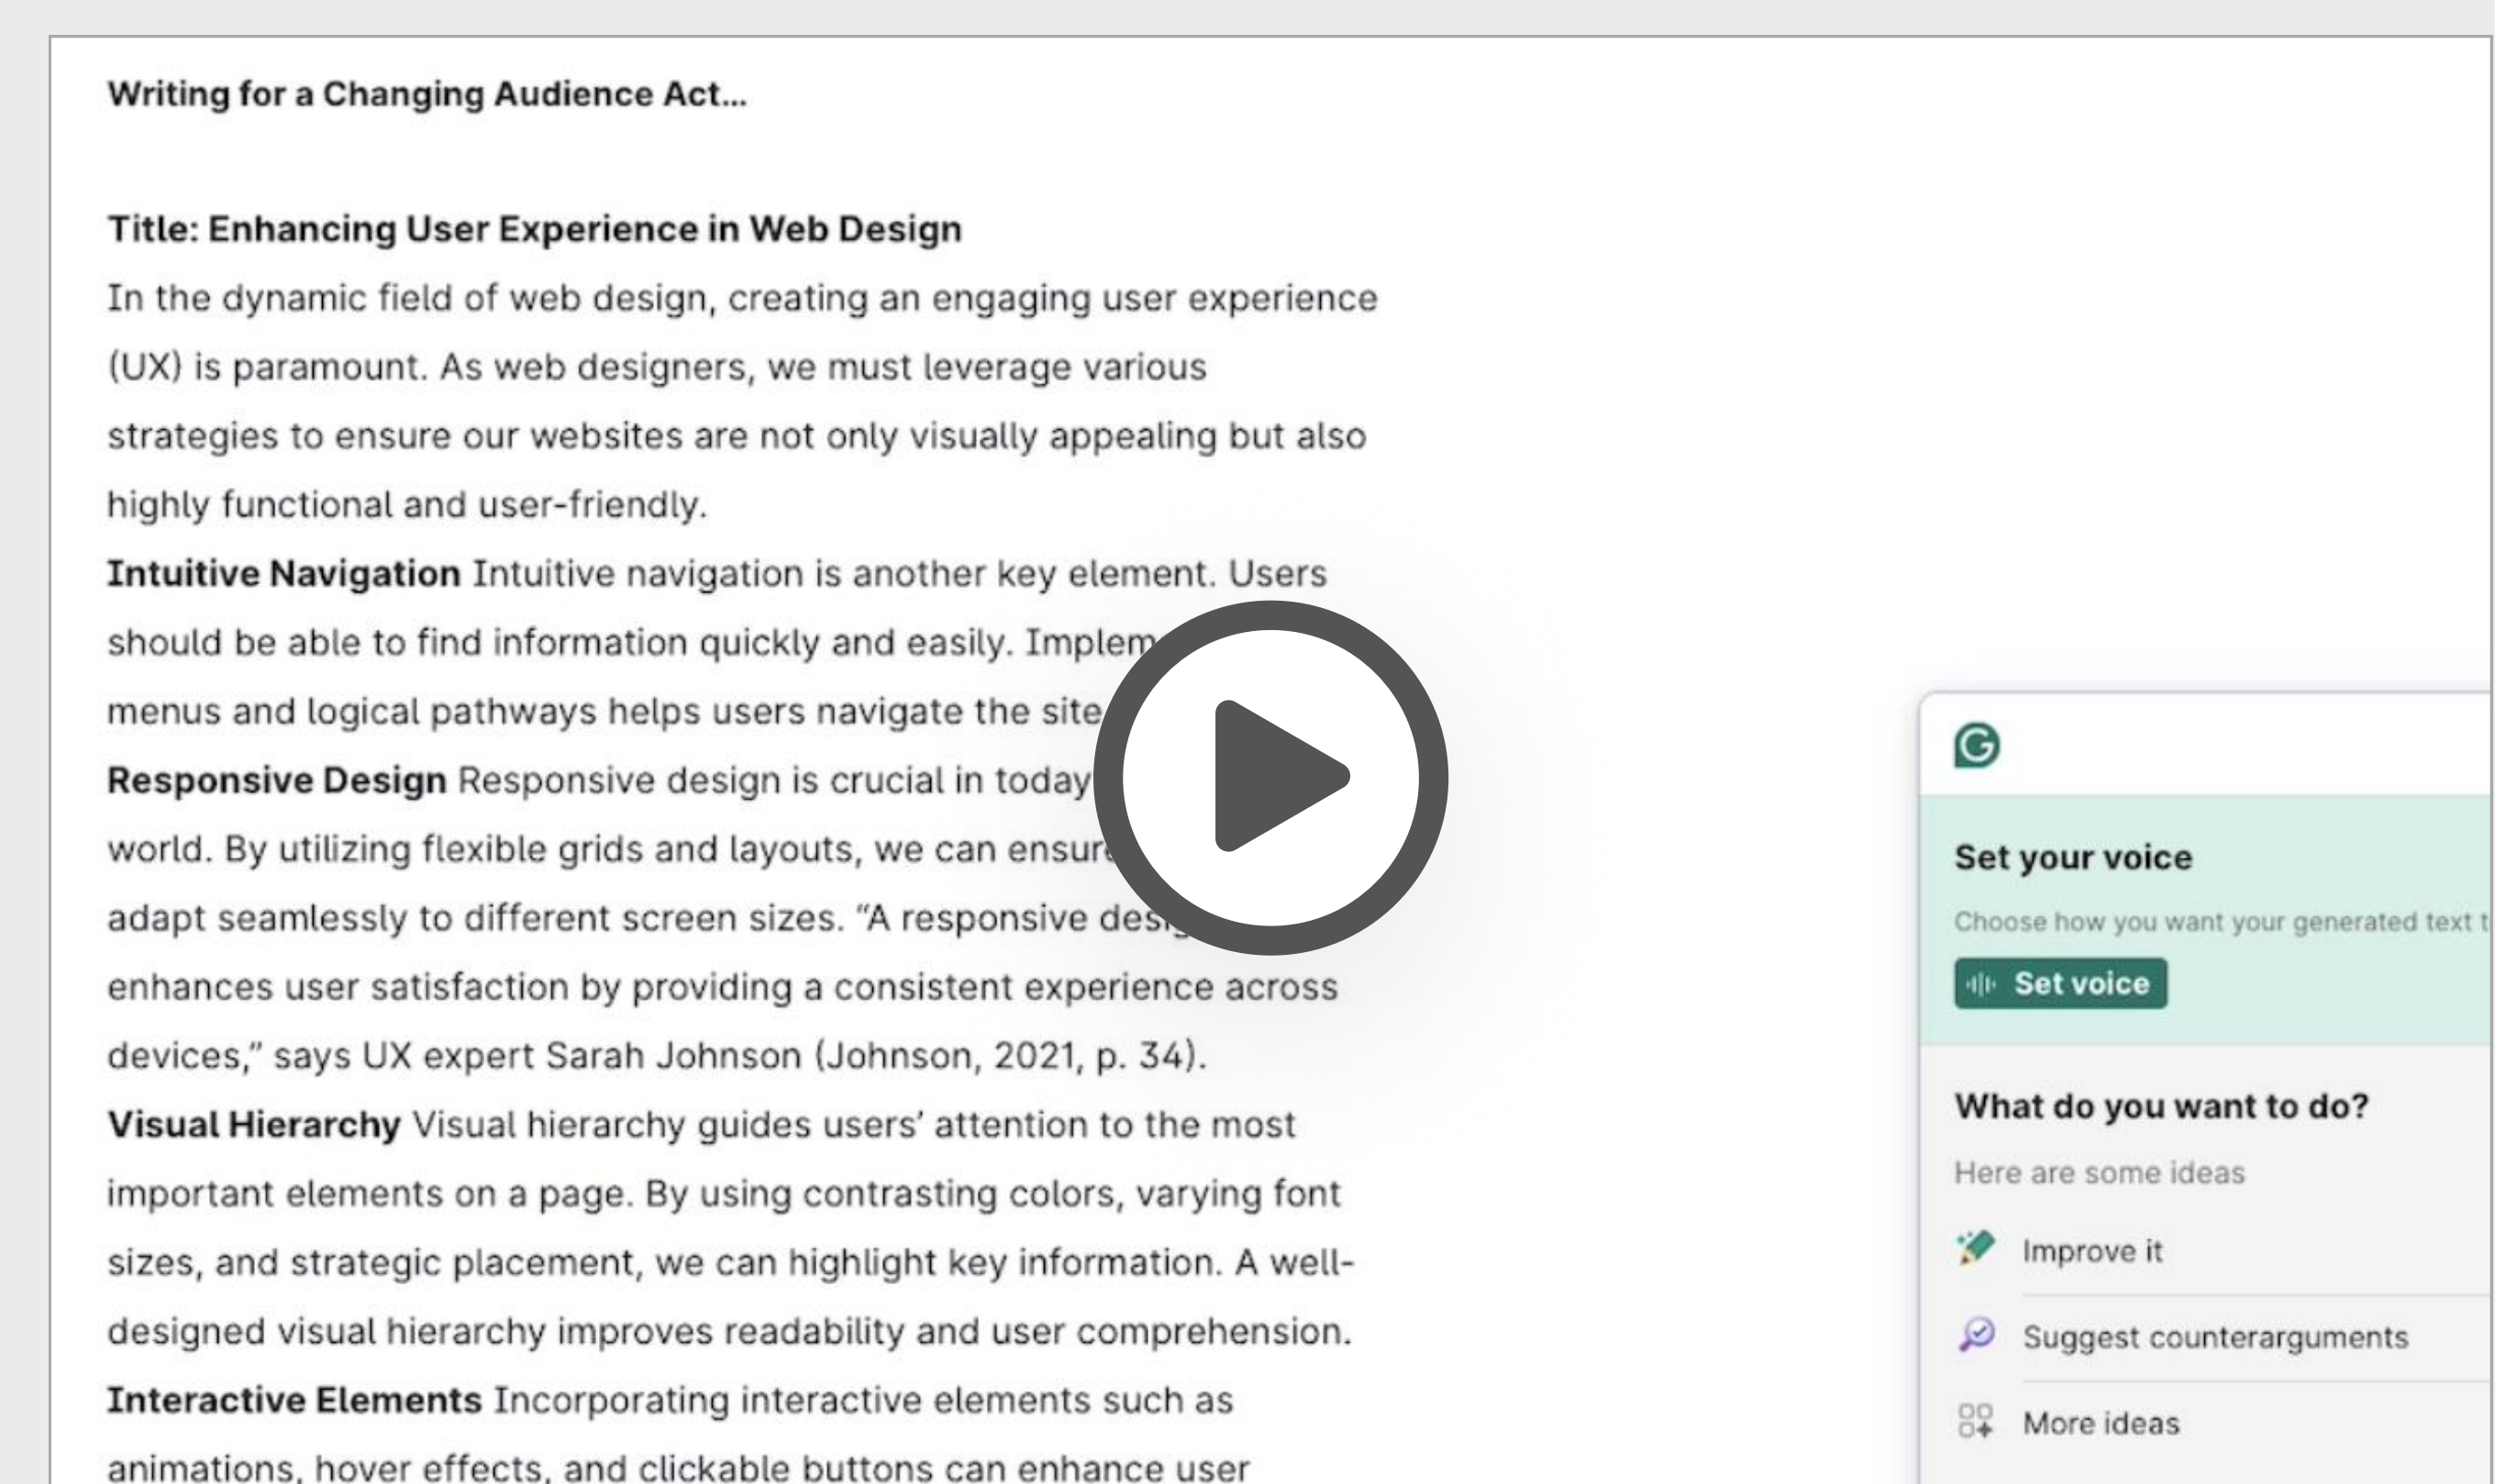 Writing for a Changing Audience Act...
Title: Enhancing User Experience in Web Design
In the dynamic field of web design, creating an engaging user experience
(UX) is paramount. As web designers, we must leverage various
strategies to ensure our websites are not only visually appealing but also
highly functional and user-friendly.
Intuitive Navigation Intuitive navigation is another key element. Users
should be able to find information quickly and easily.
menus and logical pathways helps users navigate the site
Responsive Design Responsive design is crucial in today
world. By utilizing flexible grids and layouts, we can
adapt seamlessly to different screen sizes. “A responsive
enhances user satisfaction by providing a consistent experience across
devices,” says UX expert Sarah Johnson (Johnson, 2021, p. 34).
Visual Hierarchy Visual hierarchy guides users’ attention to the most
important elements on a page. By using contrasting colors, varying font
sizes, and strategic placement, we can highlight key information. A well-
designed visual hierarchy improves readability and user comprehension.
Interactive Elements Incorporating interactive elements such as
animations, hover effects, and clickable buttons can enhance user
G
Set your voice
Choose how you want your generated text t
Set voice
What do you want to do?
Here are some ideas
Improve it
Suggest counterarguments
More ideas